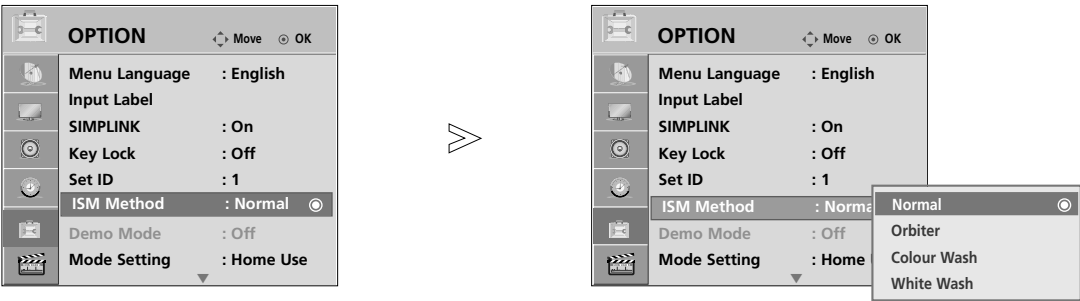 OPTION Move OK
Menu Language : English
Input Label
SIMPLINK : On
Key Lock : Off
Set ID : 1
ISM Method : Normal
Demo Mode : Off
Mode Setting : Home Use
OPTION Move OK
Menu Language : English
Input Label
SIMPLINK : On
Key Lock : Off
Set ID : 1
ISM Method : Norma
Demo Mode : Off
Mode Setting : Home
Normal
Orbiter
Colour Wash
White Wash